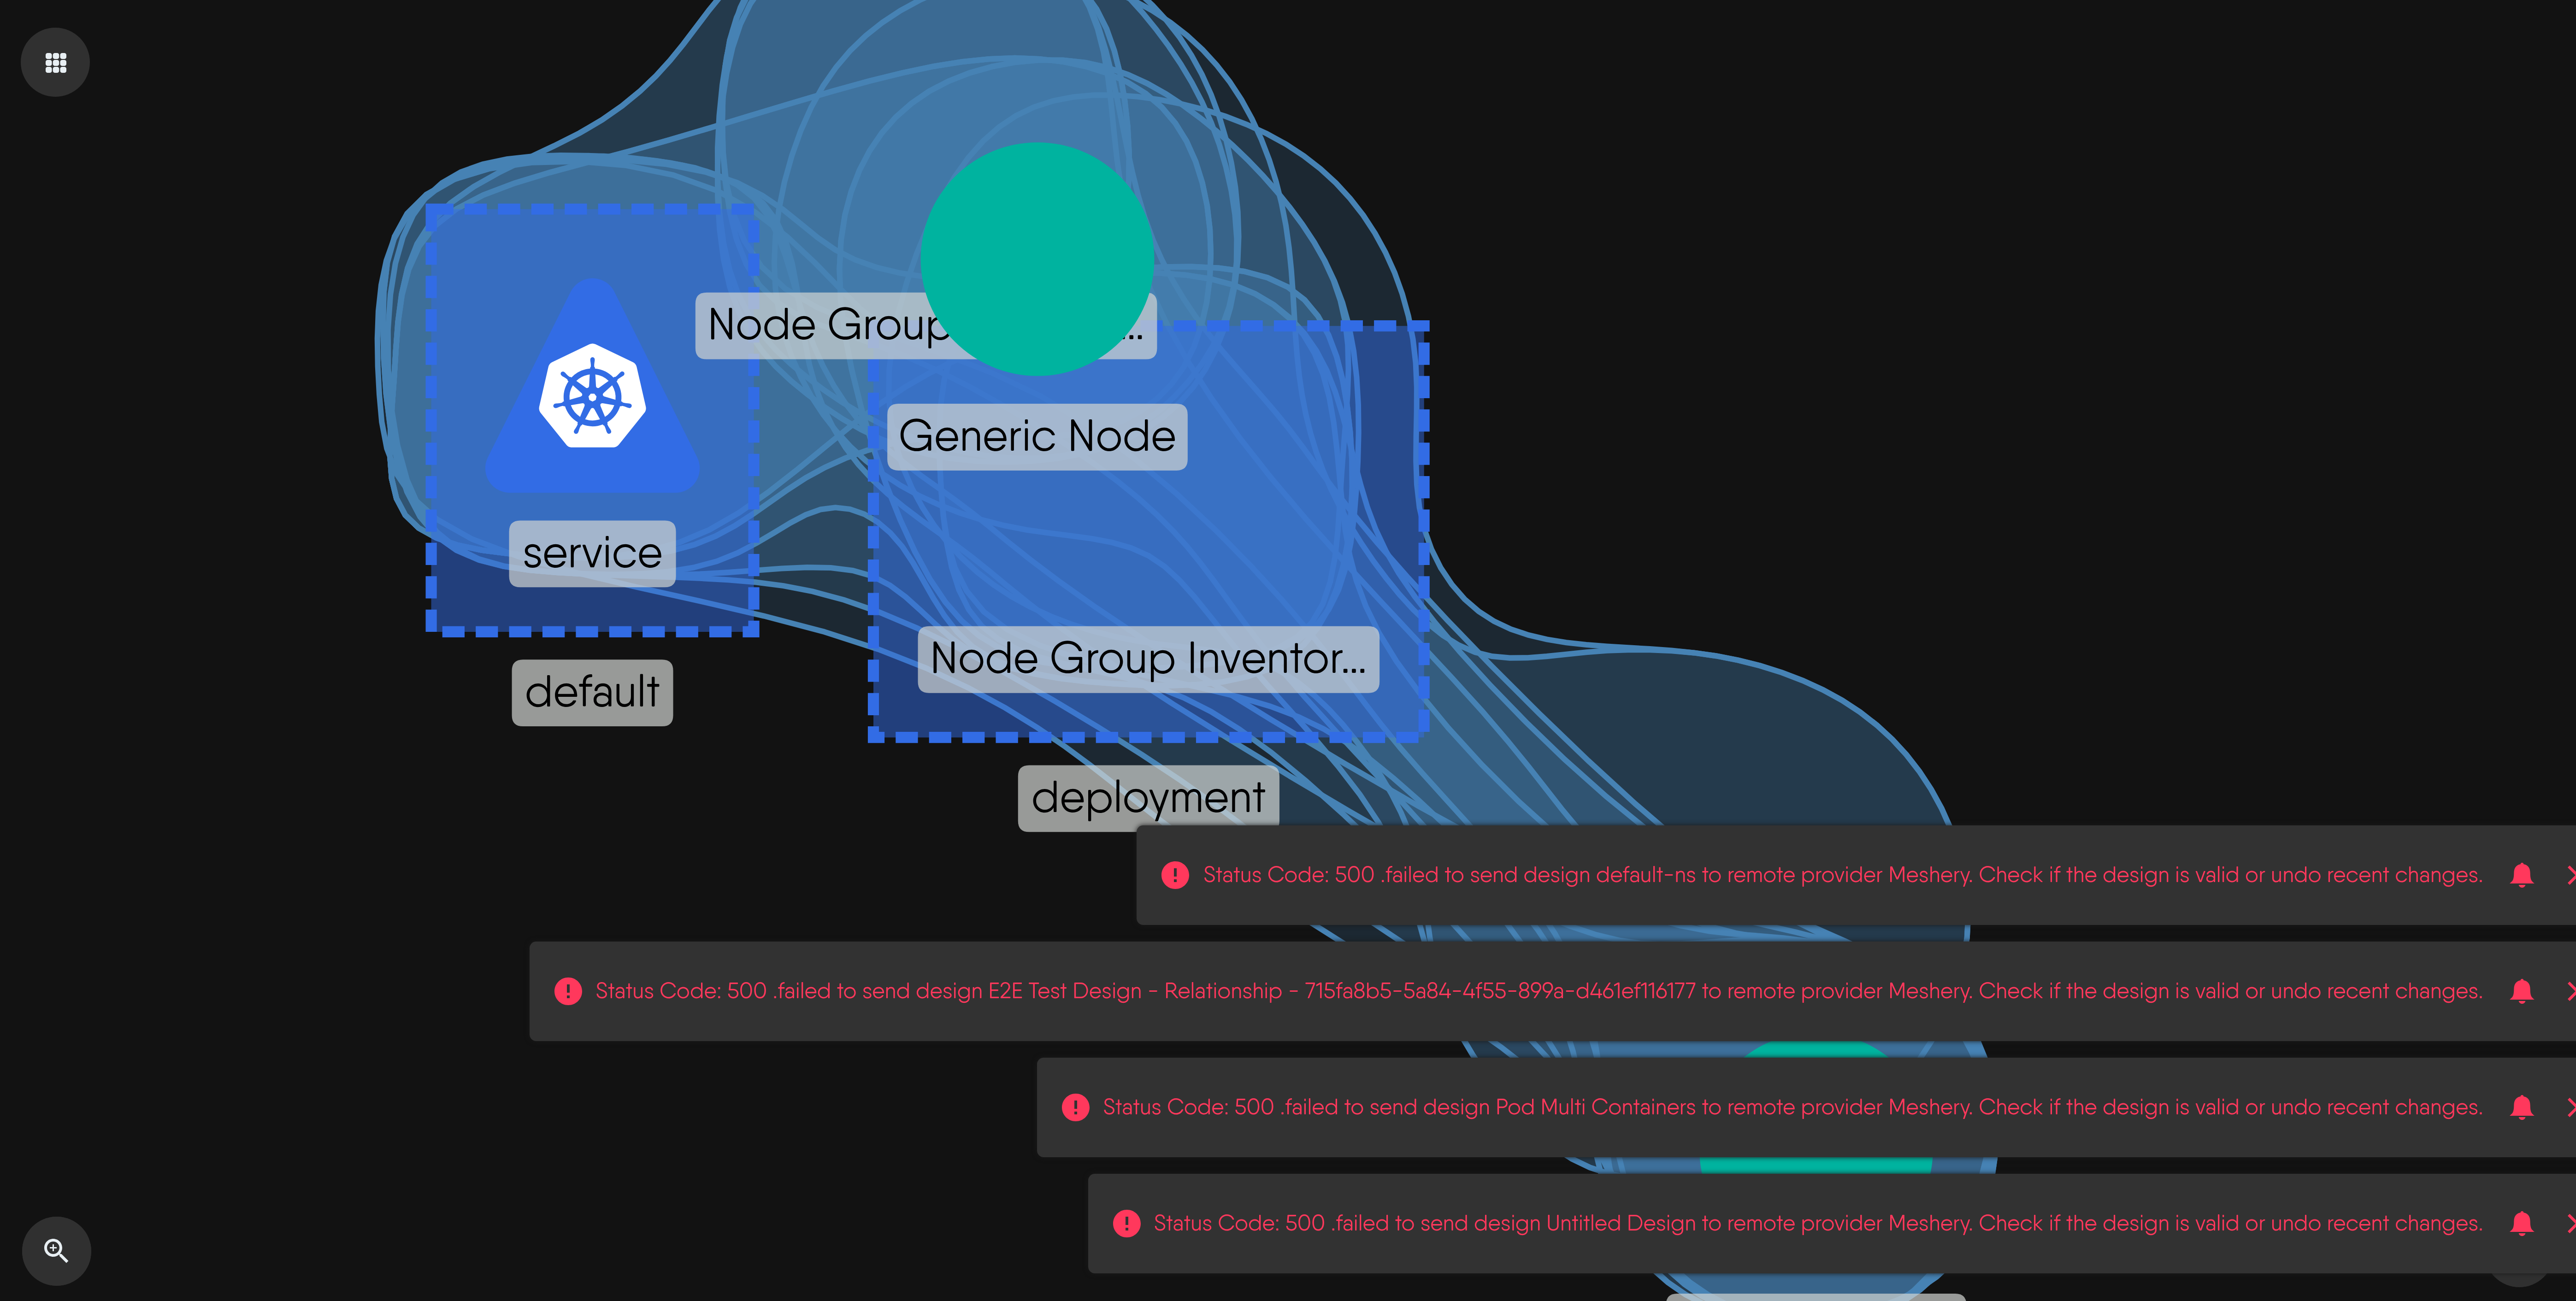 Node Group
...
Generic Node
service
Node Group Inventor...
default
deployment
Status Code: 500 .failed to send design default-ns to remote provider Meshery. Check if the design is valid or undo recent changes.
Status Code: 500 .failed to send design E2E Test Design - Relationship - 715fa8b5-5a84-4f55-899a-d461ef116177 to remote provider Meshery. Check if the design is valid or undo recent changes.
Status Code: 500 .failed to send design Pod Multi Containers to remote provider Meshery. Check if the design is valid or undo recent changes.
Status Code: 500 .failed to send design Untitled Design to remote provider Meshery. Check if the design is valid or undo recent changes.